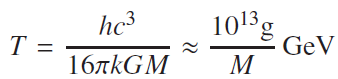 T = hc³ / 16πkGM ≈ 10¹³g / M GeV